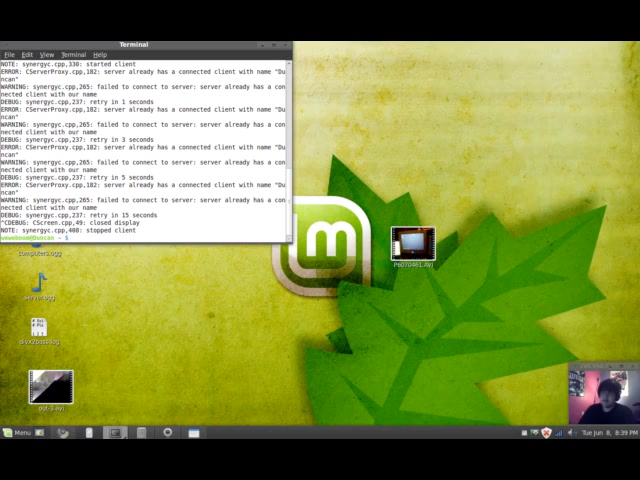 Terminal
File Edit View Terminal Help
NOTE: synergyc.cpp,330: started client
ERROR: CServerProxy.cpp,182: server already has a connected client with name "Du
ncan"
WARNING: synergyc.cpp,265: failed to connect to server: server already has a con
nected client with our name
DEBUG: synergyc.cpp,237: retry in 1 seconds
ERROR: CServerProxy.cpp,182: server already has a connected client with name "Du
ncan"
WARNING: synergyc.cpp,265: failed to connect to server: server already has a con
nected client with our name
DEBUG: synergyc.cpp,237: retry in 3 seconds
ERROR: CServerProxy.cpp,182: server already has a connected client with name "Du
ncan"
WARNING: synergyc.cpp,265: failed to connect to server: server already has a con
nected client with our name
DEBUG: synergyc.cpp,237: retry in 5 seconds
ERROR: CServerProxy.cpp,182: server already has a connected client with name "Du
ncan"
WARNING: synergyc.cpp,265: failed to connect to server: server already has a con
nected client with our name
DEBUG: synergyc.cpp,237: retry in 15 seconds
^CDEBUG: CScreen.cpp,49: closed display
NOTE: synergyc.cpp,408: stopped client
~ $
computers.ogg
P6070461.AVI
server.ogg
divx2pass.log
out-3.avi
Menu
Tue Jun 8, 8:39 PM